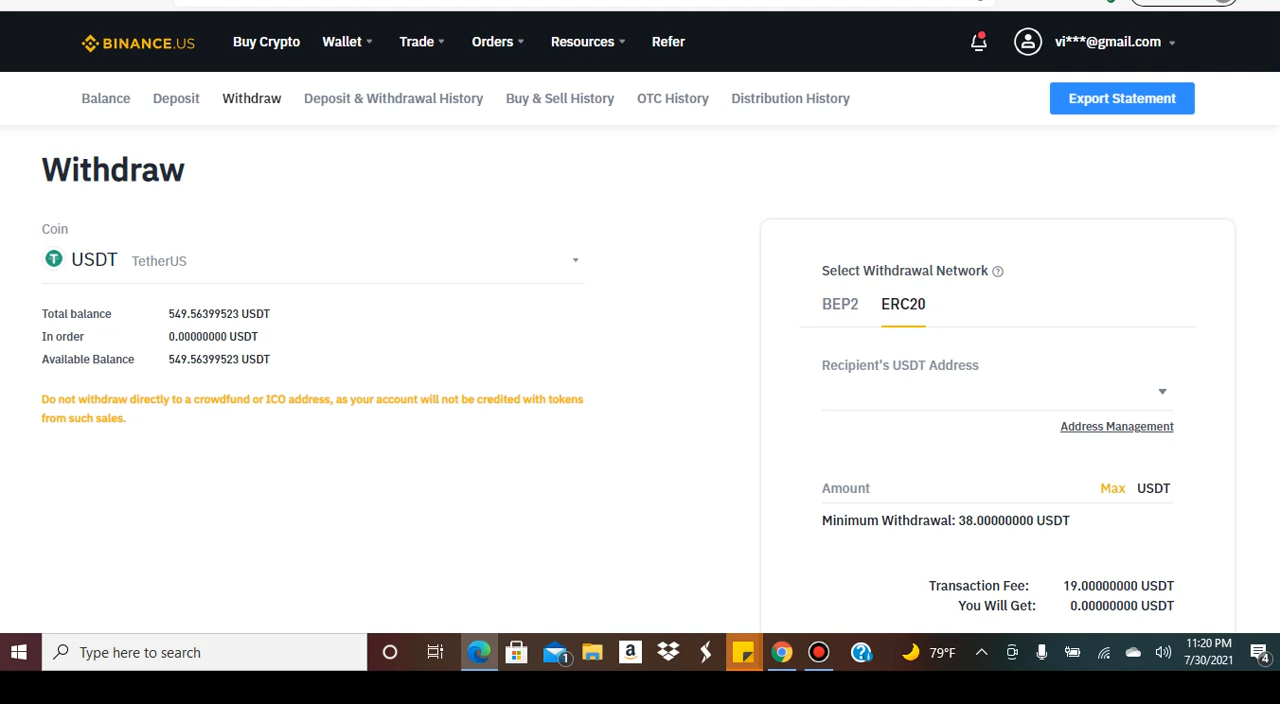 BINANCE.US Buy Crypto Wallet Trade Orders Resources Refer vi***@gmail.com
Balance Deposit Withdraw Deposit & Withdrawal History Buy & Sell History OTC History Distribution History Export Statement
Withdraw
Coin
T USDT TetherUS
Total balance 549.56399523 USDT
In order 0.00000000 USDT
Available Balance 549.56399523 USDT
Do not withdraw directly to a crowdfund or ICO address, as your account will not be credited with tokens
from such sales.
Select Withdrawal Network ?
BEP2 ERC20
Recipient's USDT Address
Address Management
Amount Max USDT
Minimum Withdrawal: 38.00000000 USDT
Transaction Fee: 19.00000000 USDT
You Will Get: 0.00000000 USDT
Type here to search 1 a ? 79°F 11:20 PM
7/30/2021 4